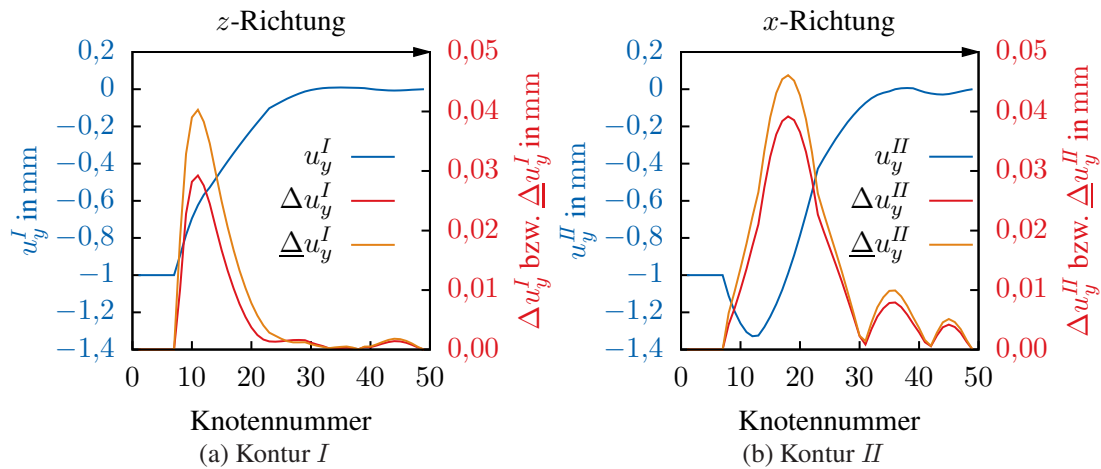 z-Richtung
0,2
0
−0,2
−0,4
−0,6
−0,8
−1
−1,2
−1,4
u_y^I in mm
0,05
0,04
0,03
0,02
0,01
0,00
Δu_y^I bzw. Δ̲u_y^I in mm
u_y^I
Δu_y^I
Δ̲u_y^I
0 10 20 30 40 50
Knotennummer
(a) Kontur I
x-Richtung
0,2
0
−0,2
−0,4
−0,6
−0,8
−1
−1,2
−1,4
u_y^II in mm
0,05
0,04
0,03
0,02
0,01
0,00
Δu_y^II bzw. Δ̲u_y^II in mm
u_y^II
Δu_y^II
Δ̲u_y^II
0 10 20 30 40 50
Knotennummer
(b) Kontur II